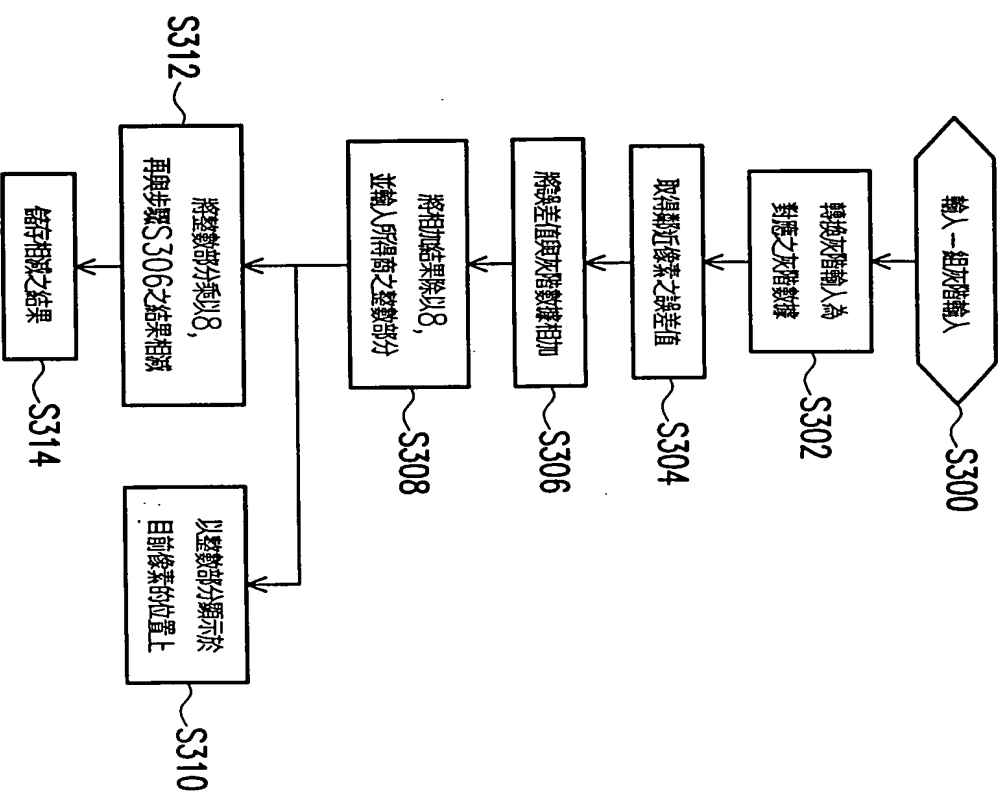 輸入一組灰階輸入
S300
轉換灰階輸入為
對應之灰階數據
S302
取得鄰近像素之誤差值
S304
將誤差值與灰階數據相加
S306
將相加結果除以8,
並輸入所得商之整數部分
S308
將整數部分乘以8,
再與步驟S306之結果相減
S312
以整數部分顯示於
目前像素的位置上
S310
儲存相減之結果
S314